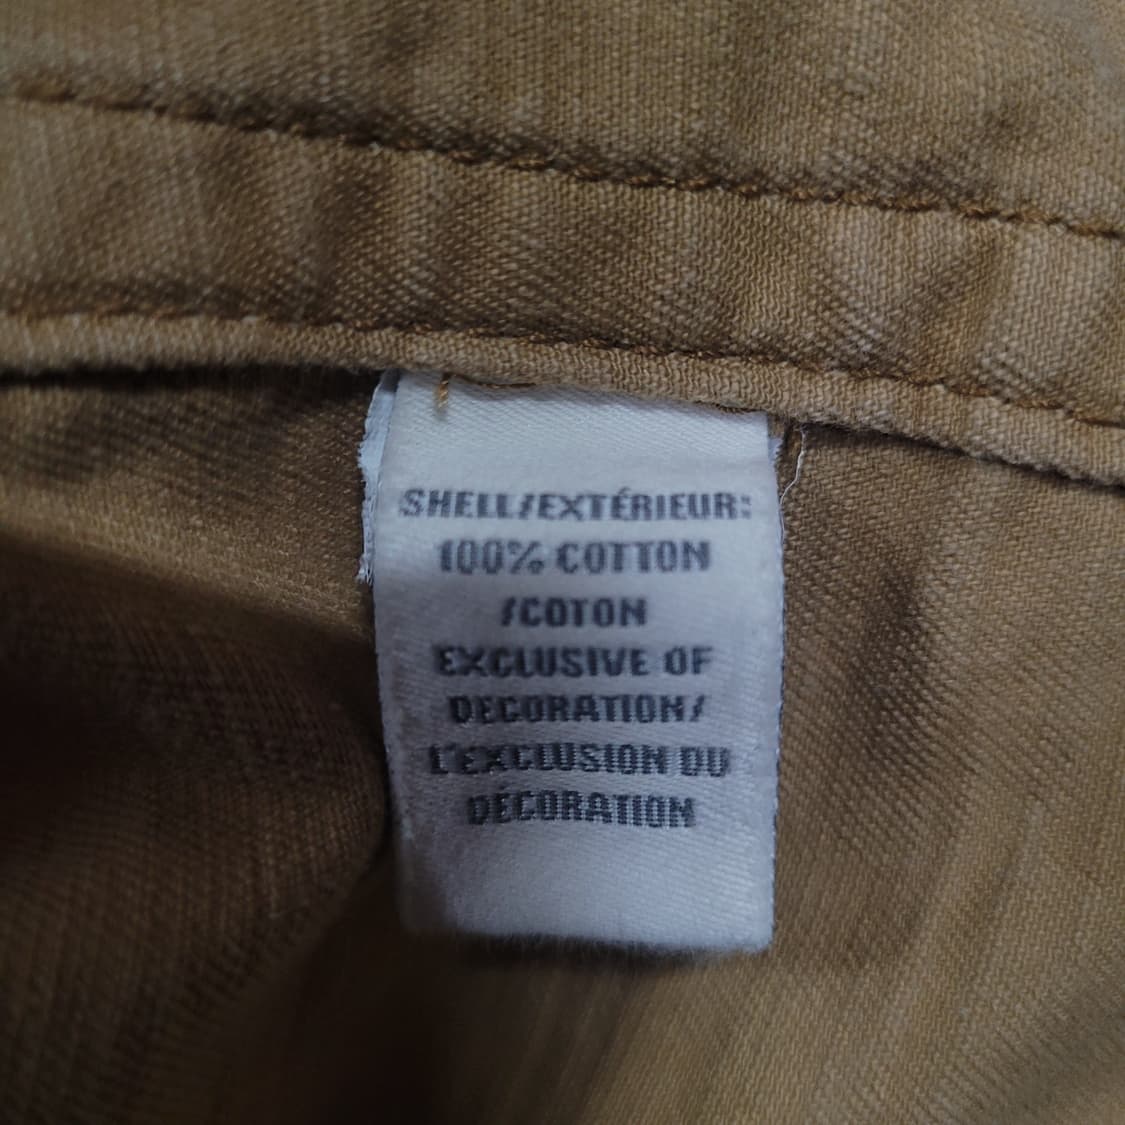 SHELL/EXTÉRIEUR:
100% COTTON
/COTON
EXCLUSIVE OF
DECORATION/
L'EXCLUSION DU
DÉCORATION